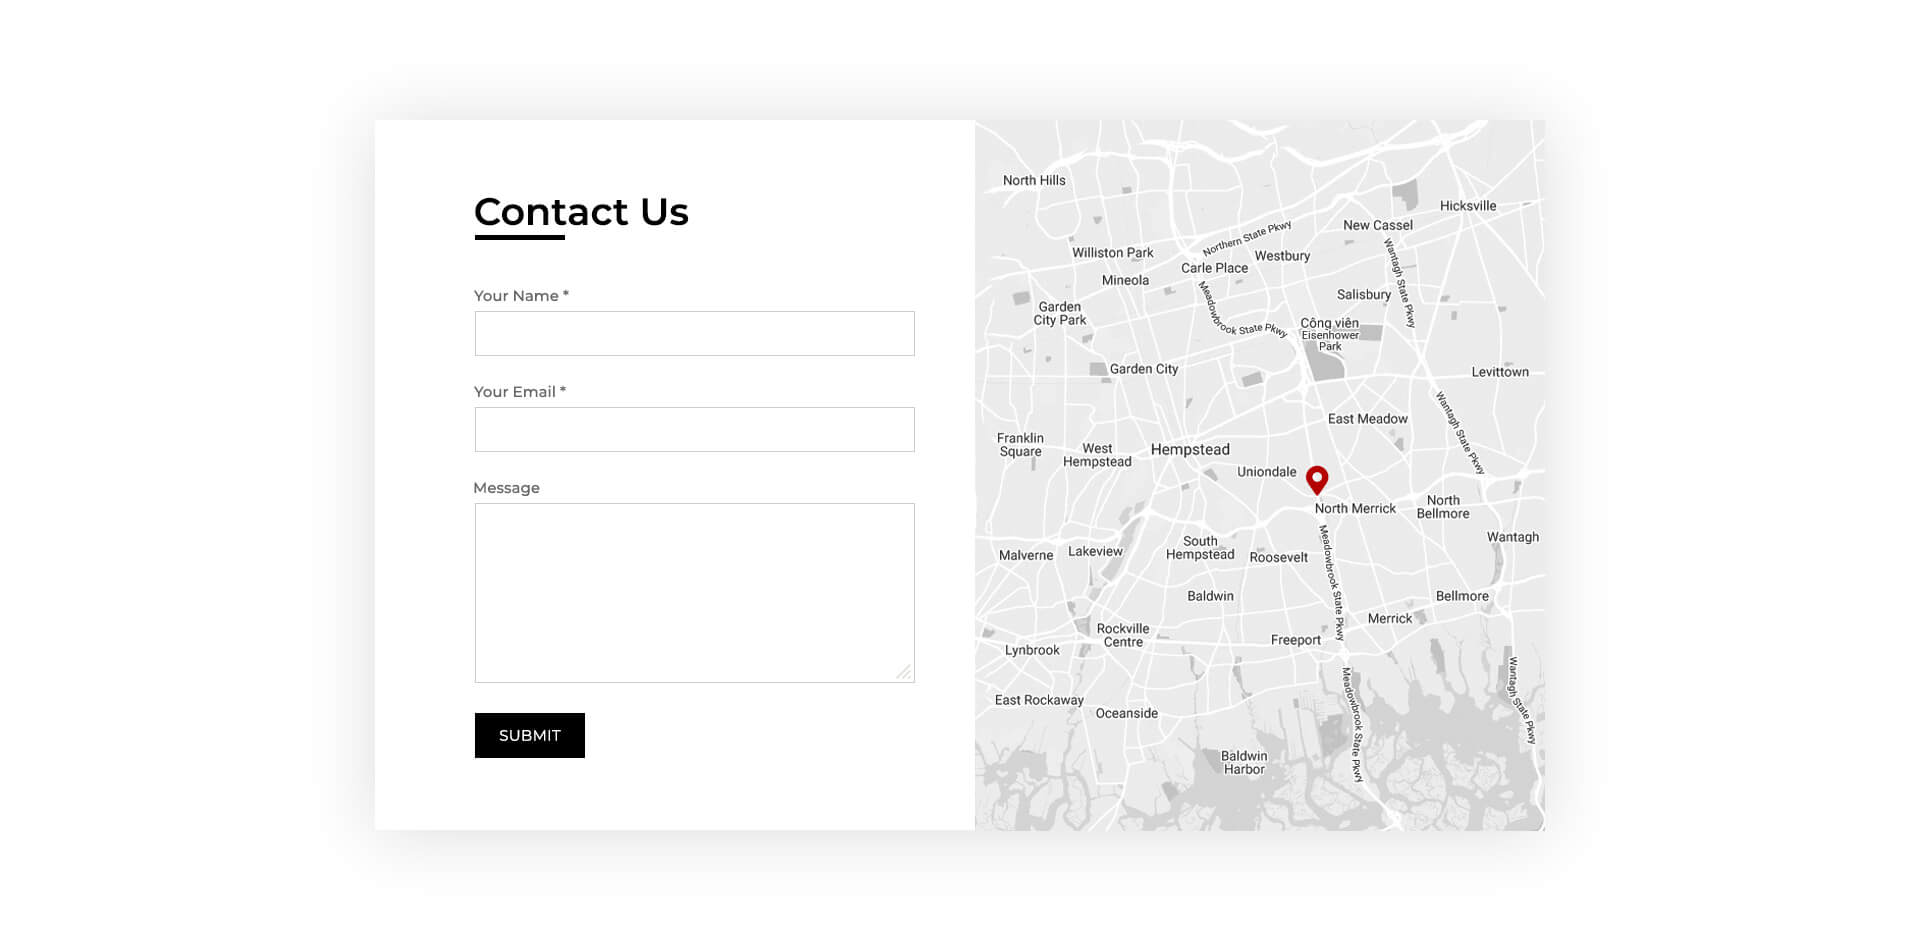 Contact Us
Your Name *
Your Email *
Message
SUBMIT
North Hills
Hicksville
New Cassel
Northern State Pkwy
Williston Park
Westbury
Carle Place
Mineola
Wantagh State Pkwy
Salisbury
Garden
City Park
Meadowbrook State Pkwy
Công viên
Eisenhower
Park
Garden City
Levittown
Wantagh State Pkwy
East Meadow
Franklin
Square
West
Hempstead
Hempstead
Uniondale
North Merrick
North
Bellmore
Wantagh
South
Hempstead
Malverne
Lakeview
Roosevelt
Meadowbrook State Pkwy
Baldwin
Bellmore
Merrick
Rockville
Centre
Freeport
Lynbrook
Wantagh State Pkwy
Meadowbrook State Pkwy
East Rockaway
Oceanside
Baldwin
Harbor